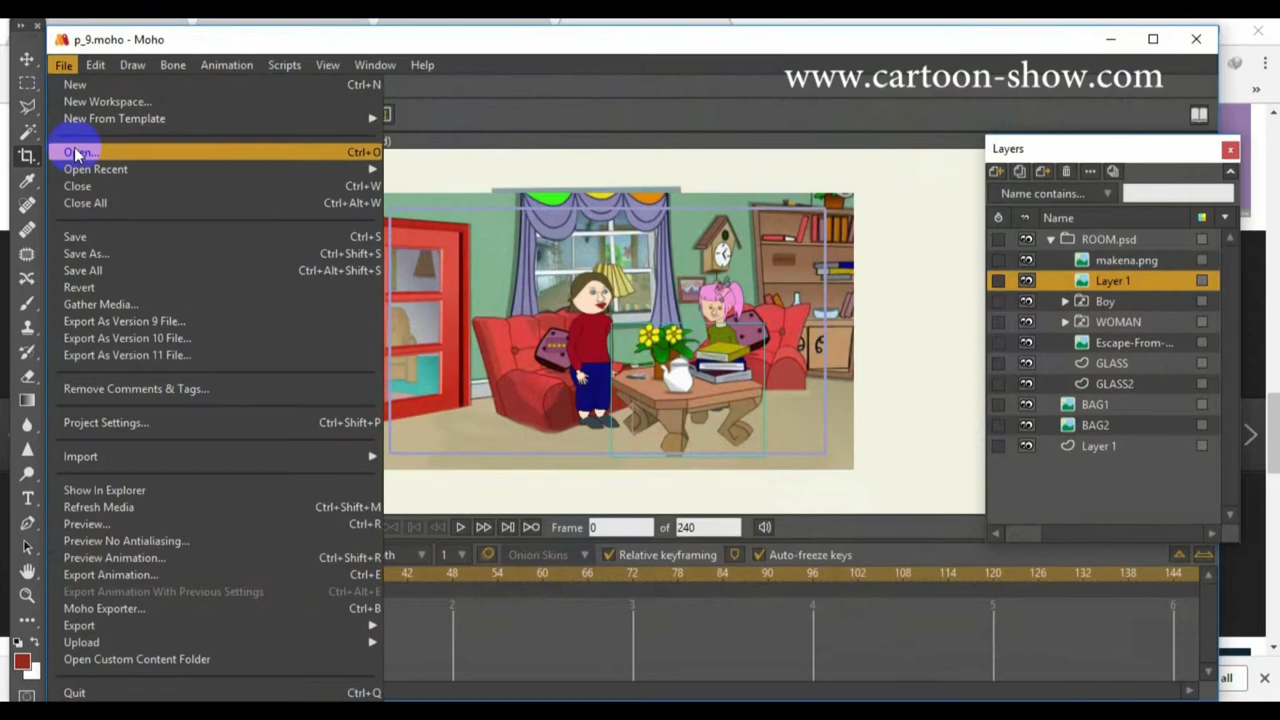 p_9.moho - Moho
File Edit Draw Bone Animation Scripts View Window Help
www.cartoon-show.com
New Ctrl+N
New Workspace...
New From Template
Open... Ctrl+O
Open Recent
Close Ctrl+W
Close All Ctrl+Alt+W
Save Ctrl+S
Save As... Ctrl+Shift+S
Save All Ctrl+Alt+Shift+S
Revert
Gather Media...
Export As Version 9 File...
Export As Version 10 File...
Export As Version 11 File...
Remove Comments & Tags...
Project Settings... Ctrl+Shift+P
Import
Show In Explorer
Refresh Media Ctrl+Shift+M
Preview... Ctrl+R
Preview No Antialiasing...
Preview Animation... Ctrl+Shift+R
Export Animation... Ctrl+E
Export Animation With Previous Settings Ctrl+Alt+E
Moho Exporter... Ctrl+B
Export
Upload
Open Custom Content Folder
Quit Ctrl+Q
Layers
Name contains...
Name
ROOM.psd
makena.png
Layer 1
Boy
WOMAN
Escape-From-...
GLASS
GLASS2
BAG1
BAG2
Layer 1
Frame 0 of 240
1 Onion Skins Relative keyframing Auto-freeze keys
42 48 54 60 66 72 78 84 90 96 102 108 114 120 126 132 138 144
2 3 4 5 6
all